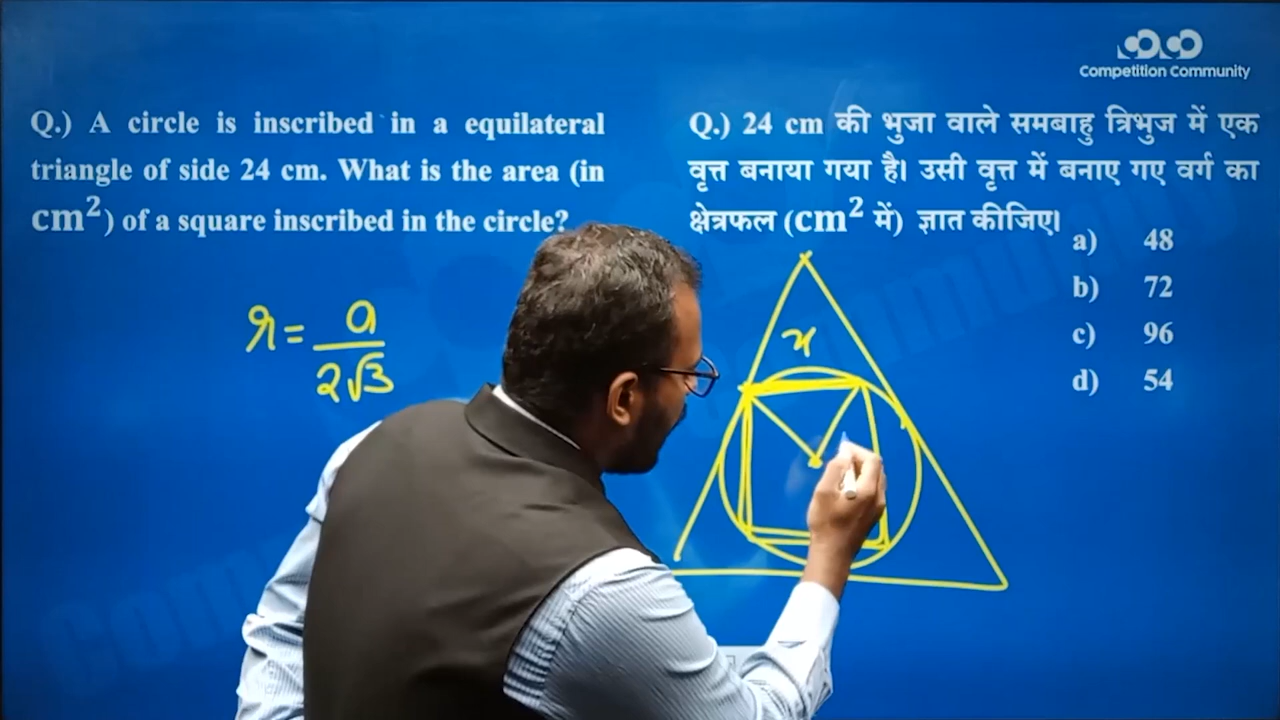 Competition Community
Q.) A circle is inscribed in a equilateral
triangle of side 24 cm. What is the area (in
cm²) of a square inscribed in the circle?
Q.) 24 cm की भुजा वाले समबाहु त्रिभुज में एक
वृत्त बनाया गया है। उसी वृत्त में बनाए गए वर्ग का
क्षेत्रफल (cm² में) ज्ञात कीजिए।
a) 48
b) 72
c) 96
d) 54
r = a
2√3
x